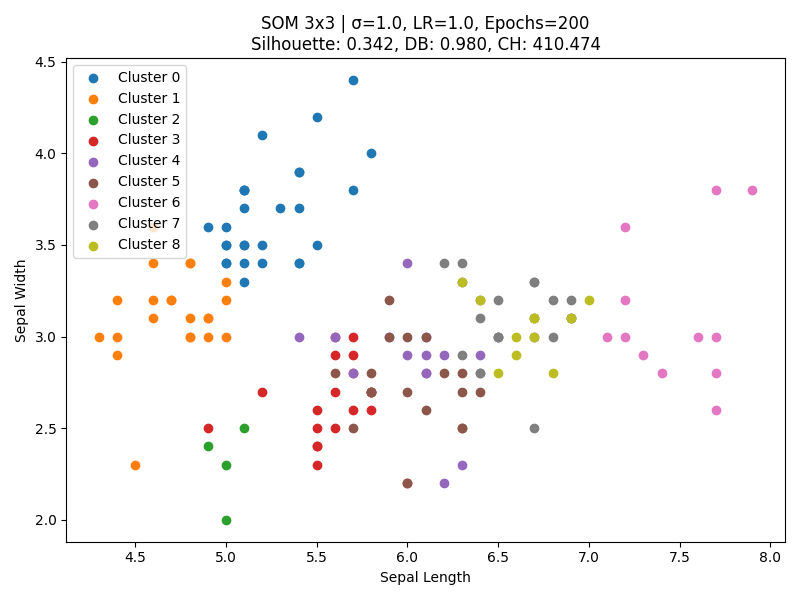 SOM 3x3 | σ=1.0, LR=1.0, Epochs=200
Silhouette: 0.342, DB: 0.980, CH: 410.474
Cluster 0
Cluster 1
Cluster 2
Cluster 3
Cluster 4
Cluster 5
Cluster 6
Cluster 7
Cluster 8
4.5
4.0
3.5
3.0
2.5
2.0
Sepal Width
4.5 5.0 5.5 6.0 6.5 7.0 7.5 8.0
Sepal Length